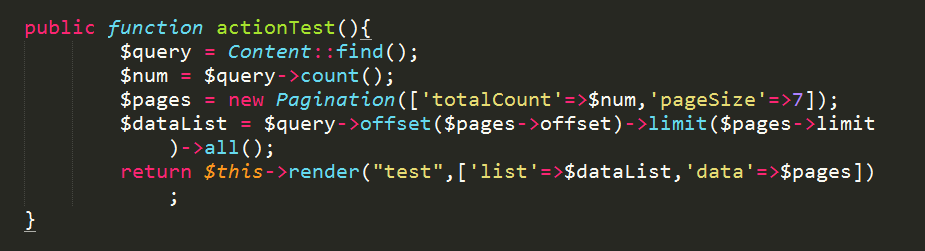 public function actionTest(){
$query = Content::find();
$num = $query->count();
$pages = new Pagination(['totalCount'=>$num,'pageSize'=>7]);
$dataList = $query->offset($pages->offset)->limit($pages->limit
)->all();
return $this->render("test",['list'=>$dataList,'data'=>$pages])
;
}